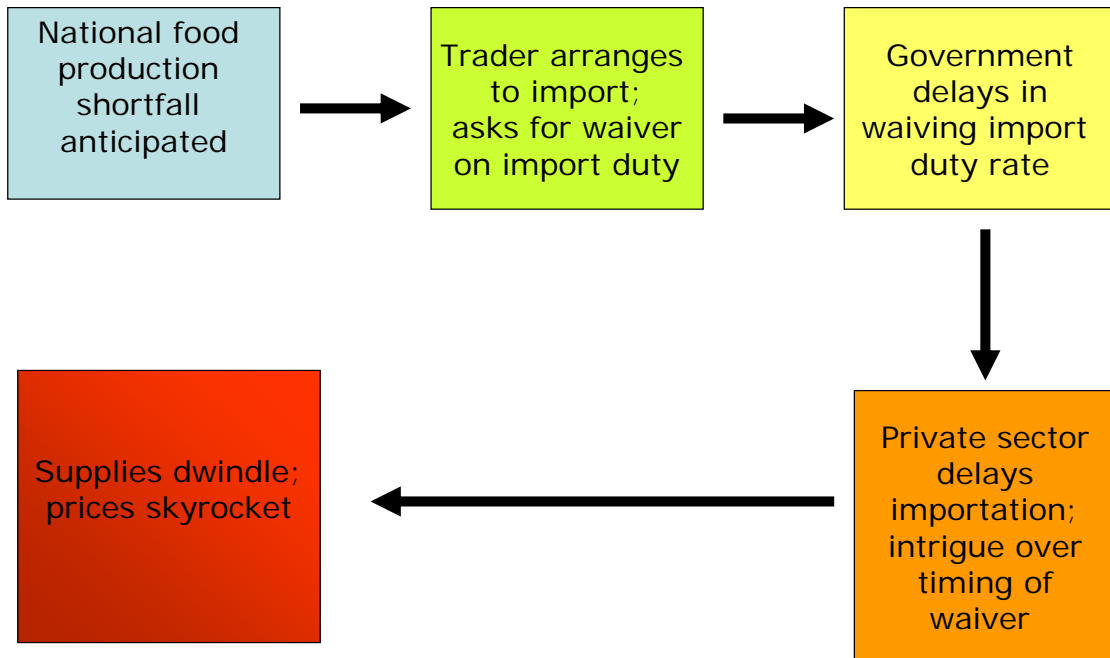 National food
production
shortfall
anticipated
Trader arranges
to import;
asks for waiver
on import duty
Government
delays in
waiving import
duty rate
Private sector
delays
importation;
intrigue over
timing of
waiver
Supplies dwindle;
prices skyrocket